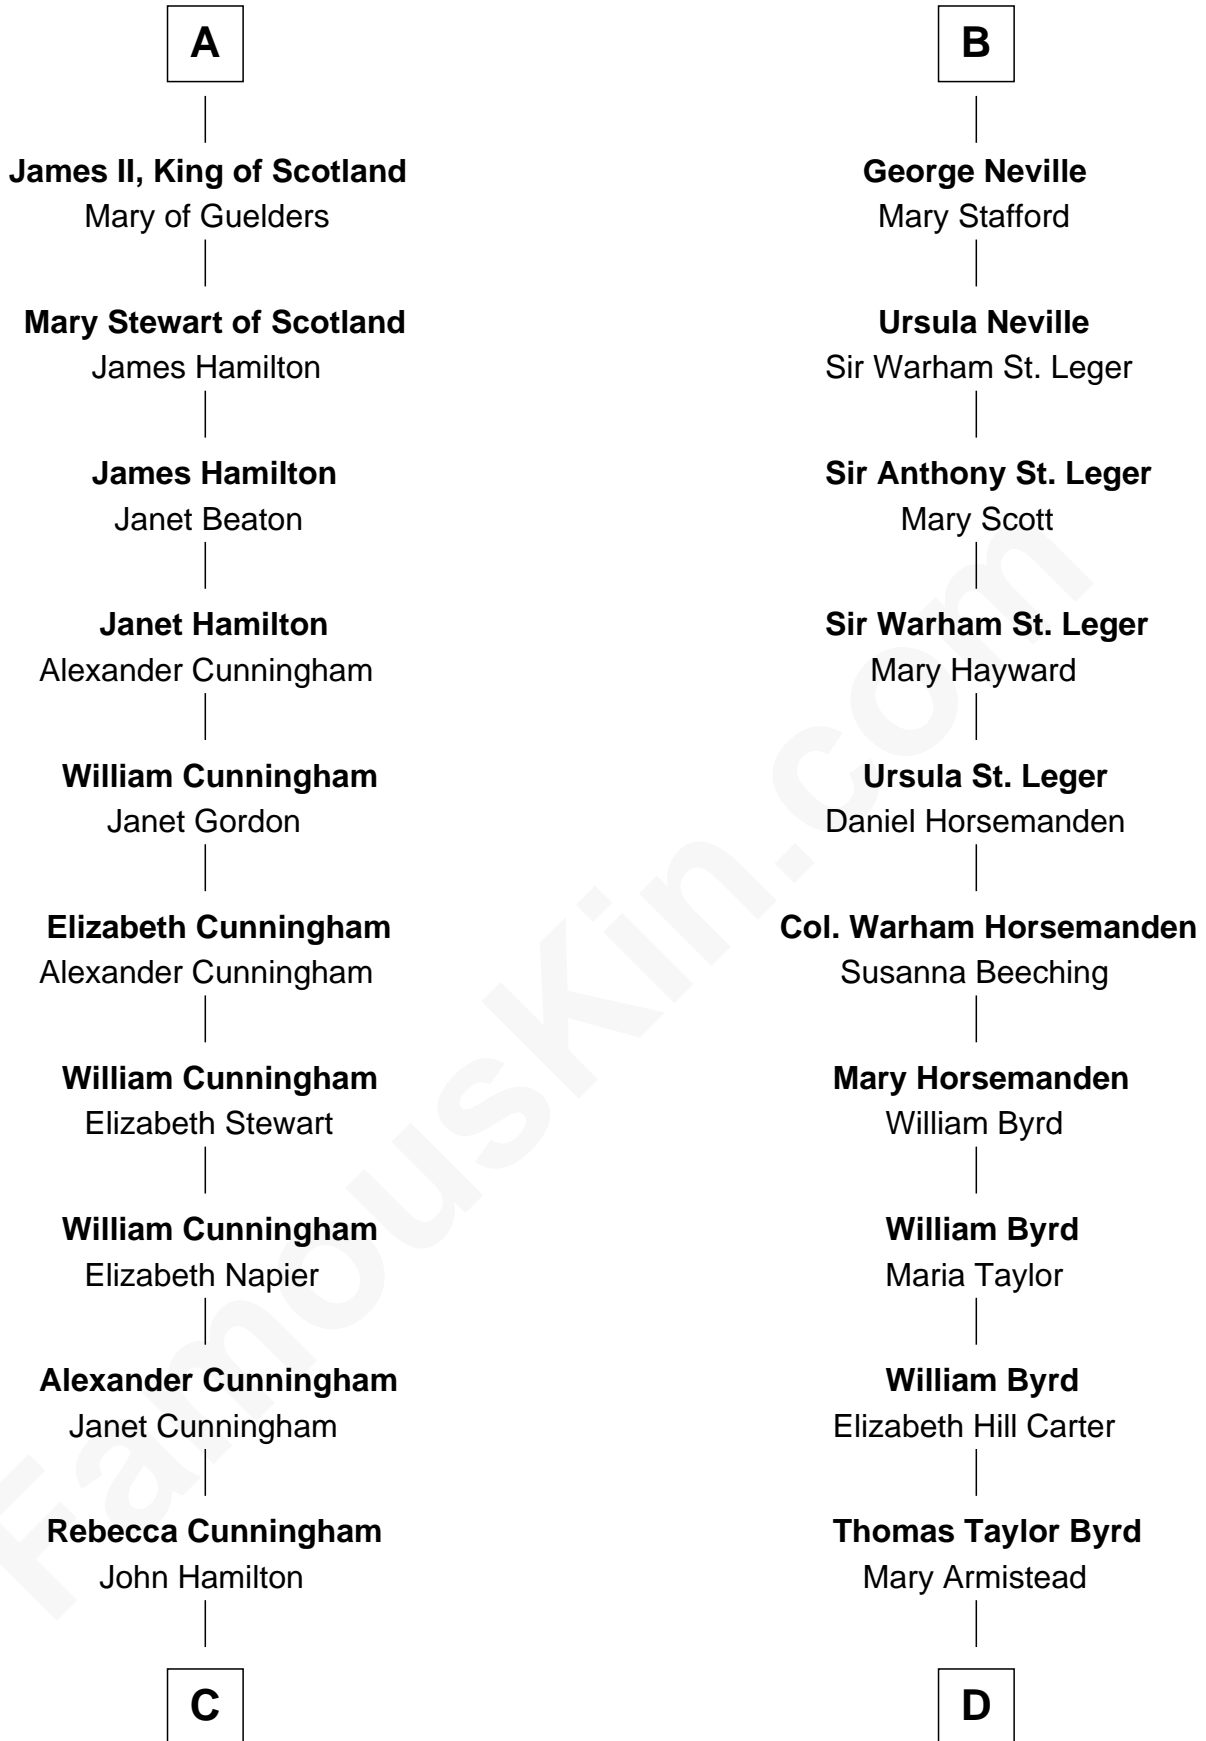 A
James II, King of Scotland
Mary of Guelders
Mary Stewart of Scotland
James Hamilton
James Hamilton
Janet Beaton
Janet Hamilton
Alexander Cunningham
William Cunningham
Janet Gordon
Elizabeth Cunningham
Alexander Cunningham
William Cunningham
Elizabeth Stewart
William Cunningham
Elizabeth Napier
Alexander Cunningham
Janet Cunningham
Rebecca Cunningham
John Hamilton
C
B
George Neville
Mary Stafford
Ursula Neville
Sir Warham St. Leger
Sir Anthony St. Leger
Mary Scott
Sir Warham St. Leger
Mary Hayward
Ursula St. Leger
Daniel Horsemanden
Col. Warham Horsemanden
Susanna Beeching
Mary Horsemanden
William Byrd
William Byrd
Maria Taylor
William Byrd
Elizabeth Hill Carter
Thomas Taylor Byrd
Mary Armistead
D
FamousKin.com